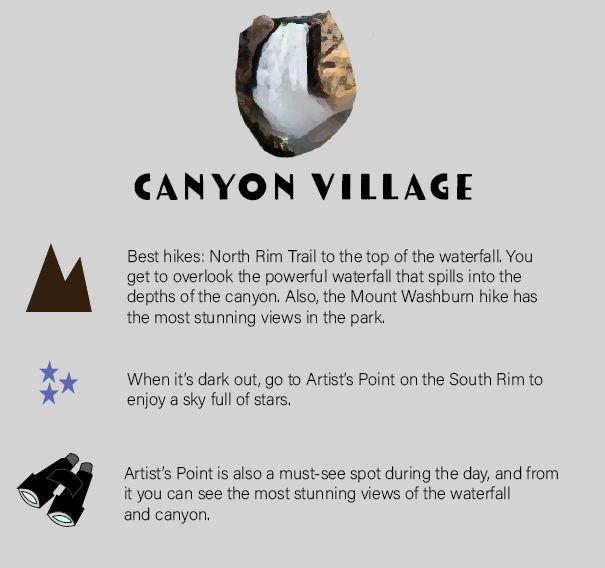 CANYON VILLAGE
Best hikes: North Rim Trail to the top of the waterfall. You
get to overlook the powerful waterfall that spills into the
depths of the canyon. Also, the Mount Washburn hike has
the most stunning views in the park.
When it's dark out, go to Artist's Point on the South Rim to
enjoy a sky full of stars.
Artist's Point is also a must-see spot during the day, and from
it you can see the most stunning views of the waterfall
and canyon.